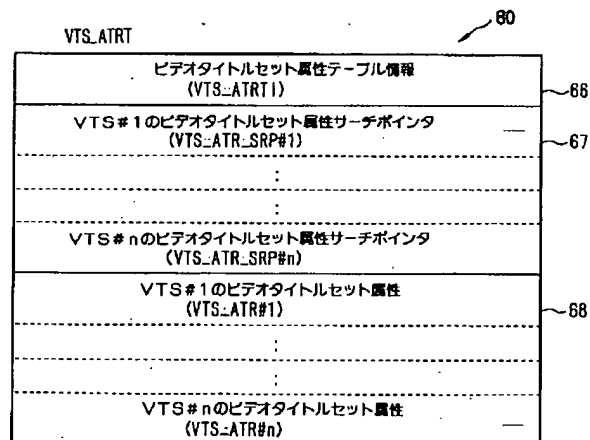 80
VTS_ATRT
ビデオタイトルセット属性テーブル情報
(VTS_ATRTI)
66
VTS#1のビデオタイトルセット属性サーチポインタ
(VTS_ATR_SRP#1)
67
:
:
VTS#nのビデオタイトルセット属性サーチポインタ
(VTS_ATR_SRP#n)
VTS#1のビデオタイトルセット属性
(VTS_ATR#1)
68
:
:
VTS#nのビデオタイトルセット属性
(VTS_ATR#n)